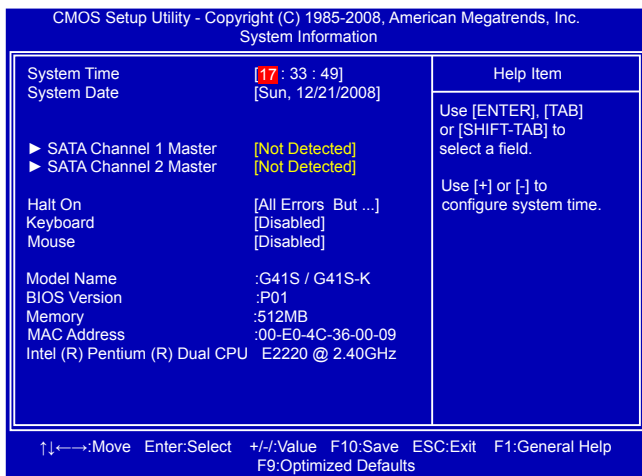 CMOS Setup Utility - Copyright (C) 1985-2008, American Megatrends, Inc.
System Information
System Time [17 : 33 : 49]
System Date [Sun, 12/21/2008]
► SATA Channel 1 Master [Not Detected]
► SATA Channel 2 Master [Not Detected]
Halt On [All Errors But ...]
Keyboard [Disabled]
Mouse [Disabled]
Model Name :G41S / G41S-K
BIOS Version :P01
Memory :512MB
MAC Address :00-E0-4C-36-00-09
Intel (R) Pentium (R) Dual CPU E2220 @ 2.40GHz
Help Item
Use [ENTER], [TAB]
or [SHIFT-TAB] to
select a field.
Use [+] or [-] to
configure system time.
↑↓←→:Move Enter:Select +/-/:Value F10:Save ESC:Exit F1:General Help
F9:Optimized Defaults